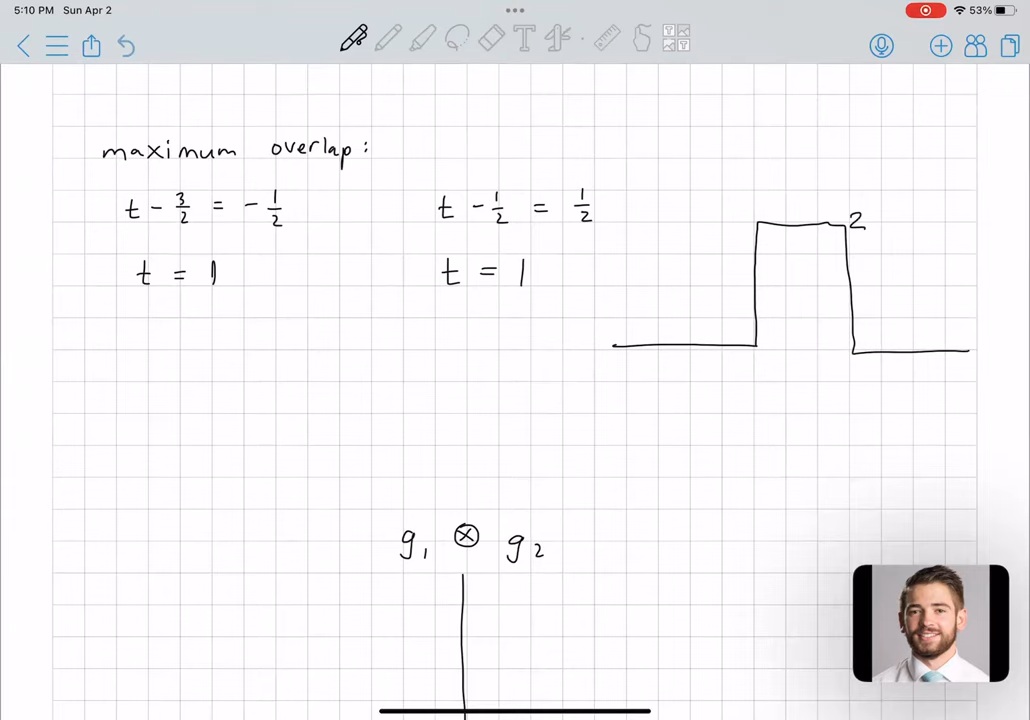 5:10 PM Sun Apr 2
53%
maximum overlap:
t - 3/2 = - 1/2
t - 1/2 = 1/2
2
t = 1
t = 1
g₁ ⊗ g₂